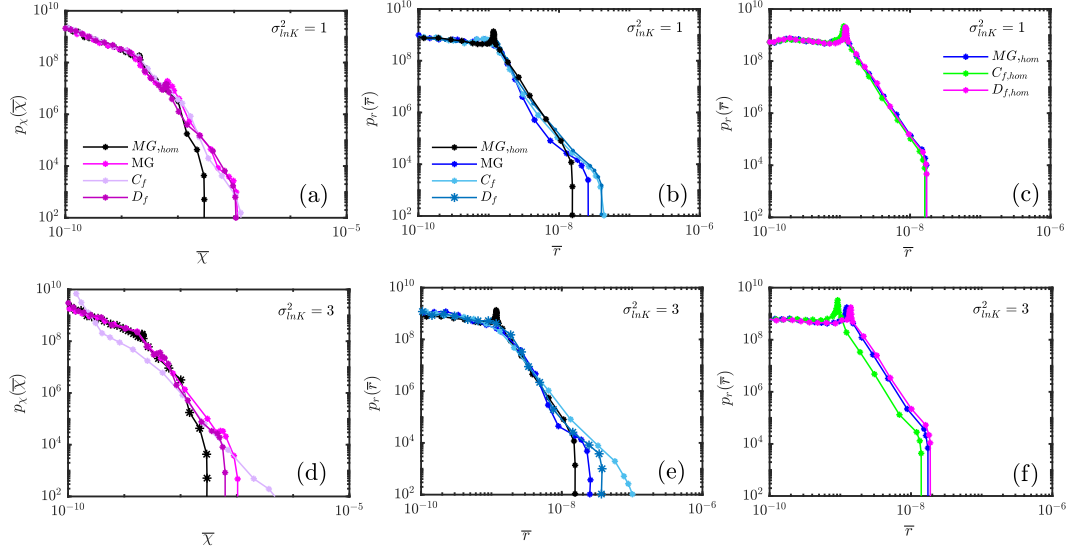 10^10
10^8
10^6
10^4
10^2
p_χ(χ̅)
σ²_lnK = 1
MG,_hom
MG
C_f
D_f
(a)
10^-10
10^-5
χ̅
10^10
10^8
10^6
10^4
10^2
p_r(r̅)
σ²_lnK = 1
MG,_hom
MG
C_f
D_f
(b)
10^-10
10^-8
10^-6
r̅
10^10
10^8
10^6
10^4
10^2
p_r(r̅)
σ²_lnK = 1
MG,_hom
C_f,hom
D_f,hom
(c)
10^-10
10^-8
10^-6
r̅
10^10
10^8
10^6
10^4
10^2
p_χ(χ̅)
σ²_lnK = 3
(d)
10^-10
10^-5
χ̅
10^10
10^8
10^6
10^4
10^2
p_r(r̅)
σ²_lnK = 3
(e)
10^-10
10^-8
10^-6
r̅
10^10
10^8
10^6
10^4
10^2
p_r(r̅)
σ²_lnK = 3
(f)
10^-10
10^-8
10^-6
r̅